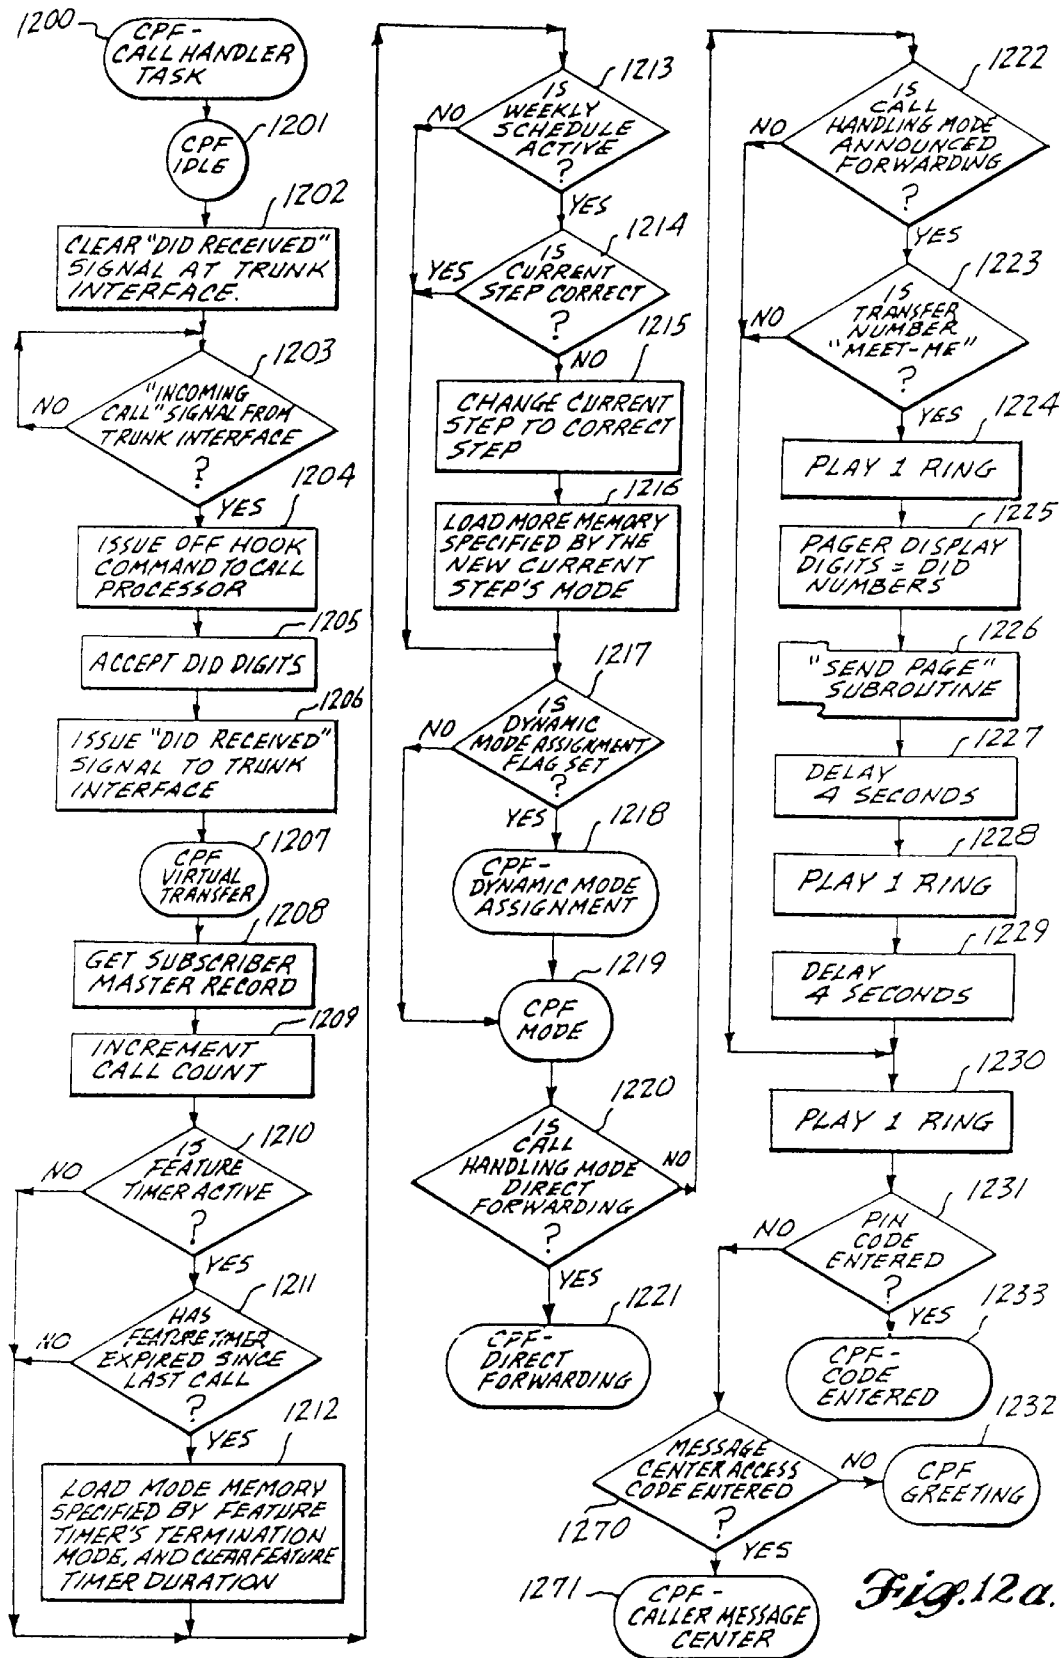 1200
CPF-
CALL HANDLER
TASK
1201
CPF
IDLE
1202
CLEAR "DID RECEIVED"
SIGNAL AT TRUNK
INTERFACE.
1203
"INCOMING
CALL" SIGNAL FROM
TRUNK INTERFACE
?
NO
YES
1204
ISSUE OFF HOOK
COMMAND TO CALL
PROCESSOR
1205
ACCEPT DID DIGITS
1206
ISSUE "DID RECEIVED"
SIGNAL TO TRUNK
INTERFACE
1207
CPF
VIRTUAL
TRANSFER
1208
GET SUBSCRIBER
MASTER RECORD
1209
INCREMENT
CALL COUNT
1210
IS
FEATURE
TIMER ACTIVE
?
NO
YES
1211
HAS
FEATURE TIMER
EXPIRED SINCE
LAST CALL
?
NO
YES
1212
LOAD MODE MEMORY
SPECIFIED BY FEATURE
TIMER'S TERMINATION
MODE, AND CLEAR FEATURE
TIMER DURATION
1213
IS
WEEKLY
SCHEDULE
ACTIVE
?
NO
YES
1214
IS
CURRENT
STEP CORRECT
?
YES
NO
1215
CHANGE CURRENT
STEP TO CORRECT
STEP
1216
LOAD MORE MEMORY
SPECIFIED BY THE
NEW CURRENT
STEP'S MODE
1217
IS
DYNAMIC
MODE ASSIGNMENT
FLAG SET
?
NO
YES
1218
CPF-
DYNAMIC MODE
ASSIGNMENT
1219
CPF
MODE
1220
IS
CALL
HANDLING MODE
DIRECT
FORWARDING
?
NO
YES
1221
CPF-
DIRECT
FORWARDING
1222
IS
CALL
HANDLING MODE
ANNOUNCED
FORWARDING
?
NO
YES
1223
IS
TRANSFER
NUMBER
"MEET-ME"
?
NO
YES
1224
PLAY 1 RING
1225
PAGER DISPLAY
DIGITS = DID
NUMBERS
1226
"SEND PAGE"
SUBROUTINE
1227
DELAY
4 SECONDS
1228
PLAY 1 RING
1229
DELAY
4 SECONDS
1230
PLAY 1 RING
1231
PIN
CODE
ENTERED
?
NO
YES
1233
CPF-
CODE
ENTERED
1232
CPF
GREETING
MESSAGE
CENTER ACCESS
CODE ENTERED
?
NO
1270
YES
1271
CPF-
CALLER MESSAGE
CENTER
Fig. 12a.